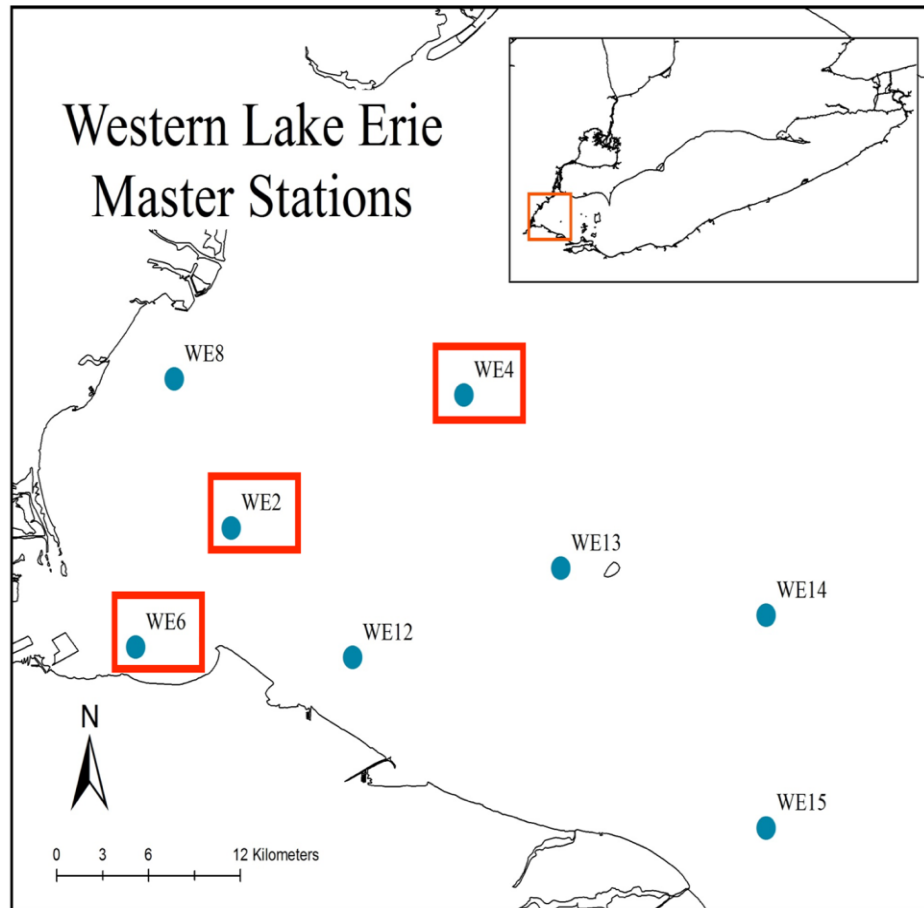 Western Lake Erie
Master Stations
WE8
WE4
WE2
WE13
WE14
WE6
WE12
N
WE15
0 3 6 12 Kilometers